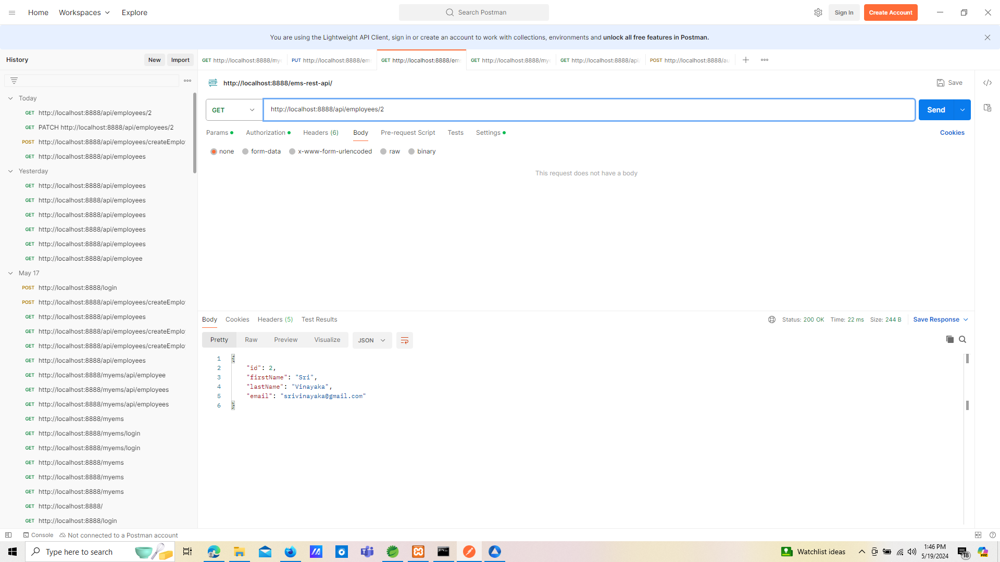 Home Workspaces Explore
Search Postman
Sign In Create Account
You are using the Lightweight API Client, sign in or create an account to work with collections, environments and unlock all free features in Postman.
History New Import
GET http://localhost:8888/my
PUT http://localhost:8888/em
GET http://localhost:8888/em
GET http://localhost:8888/my
GET http://localhost:8888/api
POST http://localhost:8888/au
HTTP http://localhost:8888/ems-rest-api/
Save
GET http://localhost:8888/api/employees/2
Send
Params Authorization Headers (6) Body Pre-request Script Tests Settings
Cookies
none form-data x-www-form-urlencoded raw binary
This request does not have a body
Today
GET http://localhost:8888/api/employees/2
GET PATCH http://localhost:8888/api/employees/2
POST http://localhost:8888/api/employees/createEmplo
GET http://localhost:8888/api/employees
Yesterday
GET http://localhost:8888/api/employees
GET http://localhost:8888/api/employees
GET http://localhost:8888/api/employees
GET http://localhost:8888/api/employees
GET http://localhost:8888/api/employees
GET http://localhost:8888/api/employee
May 17
POST http://localhost:8888/login
POST http://localhost:8888/api/employees/createEmplo
GET http://localhost:8888/api/employees
GET http://localhost:8888/api/employees/createEmplo
GET http://localhost:8888/api/employees/createEmplo
GET http://localhost:8888/api/employees
GET http://localhost:8888/myems/api/employee
GET http://localhost:8888/myems/api/employees
GET http://localhost:8888/myems/api/employees
GET http://localhost:8888/myems
GET http://localhost:8888/myems/login
GET http://localhost:8888/myems/login
GET http://localhost:8888/myems
GET http://localhost:8888/myems
GET http://localhost:8888/myems
GET http://localhost:8888/
GET http://localhost:8888/login
Body Cookies Headers (5) Test Results
Status: 200 OK Time: 22 ms Size: 244 B Save Response
Pretty Raw Preview Visualize JSON
1 {
2 "id": 2,
3 "firstName": "Sri",
4 "lastName": "Vinayaka",
5 "email": "srivinayaka@gmail.com"
6 }
Console Not connected to a Postman account
Type here to search
Watchlist ideas
1:46 PM
5/19/2024
18
PRE